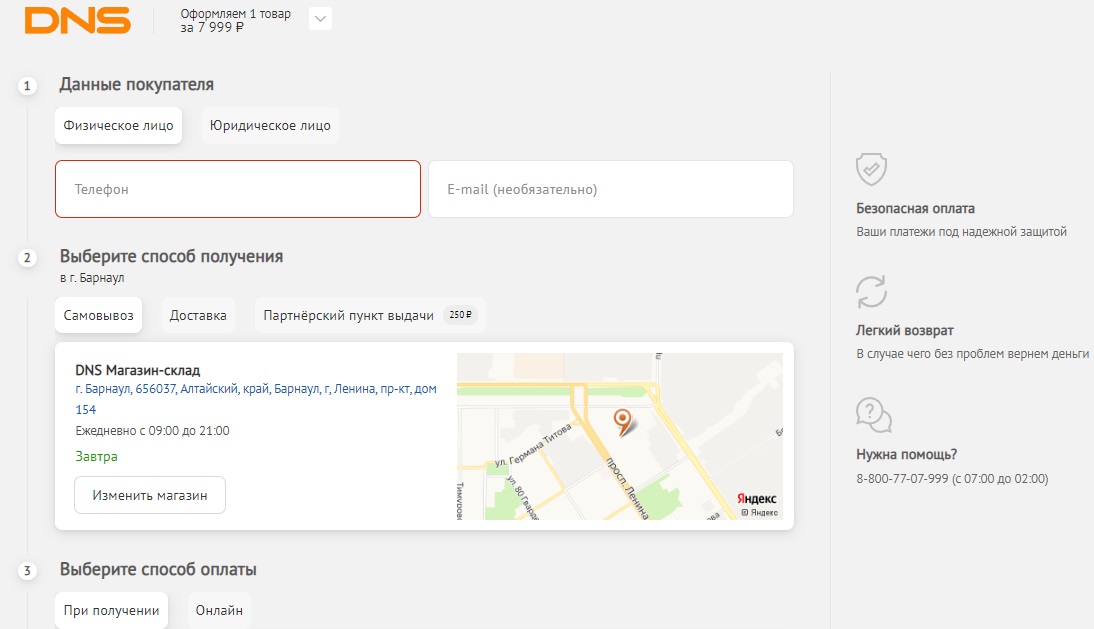 DNS
Оформляем 1 товар
за 7 999 ₽
1
Данные покупателя
Физическое лицо
Юридическое лицо
Телефон
E-mail (необязательно)
2
Выберите способ получения
в г. Барнаул
Самовывоз
Доставка
Партнёрский пункт выдачи
250 ₽
DNS Магазин-склад
г. Барнаул, 656037, Алтайский, край, Барнаул, г, Ленина, пр-кт, дом
154
Ежедневно с 09:00 до 21:00
Завтра
Изменить магазин
ул. Германа Титова
просп. Ленина
Яндекс
© Яндекс
3
Выберите способ оплаты
При получении
Онлайн
Безопасная оплата
Ваши платежи под надежной защитой
Легкий возврат
В случае чего без проблем вернем деньги
Нужна помощь?
8-800-77-07-999 (с 07:00 до 02:00)